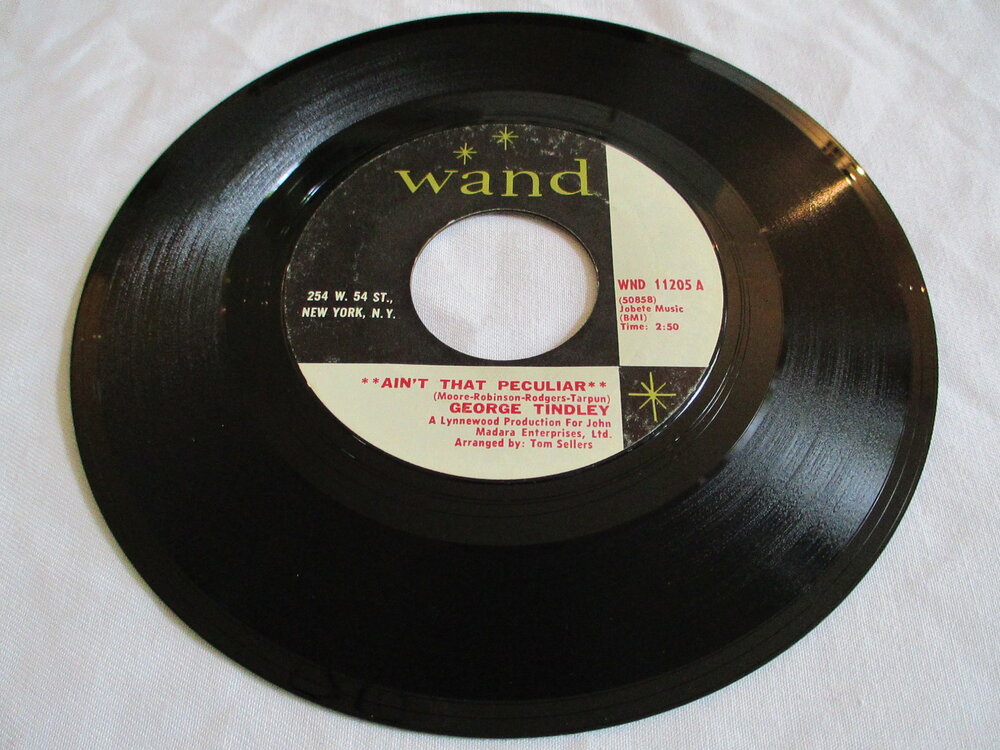 wand
254 W. 54 ST.,
NEW YORK, N.Y.
WND 11205 A
(50858)
Jobete Music
(BMI)
Time: 2:50
**AIN'T THAT PECULIAR**
(Moore-Robinson-Rodgers-Tarpun)
GEORGE TINDLEY
A Lynnewood Production For John
Madara Enterprises, Ltd.
Arranged by: Tom Sellers